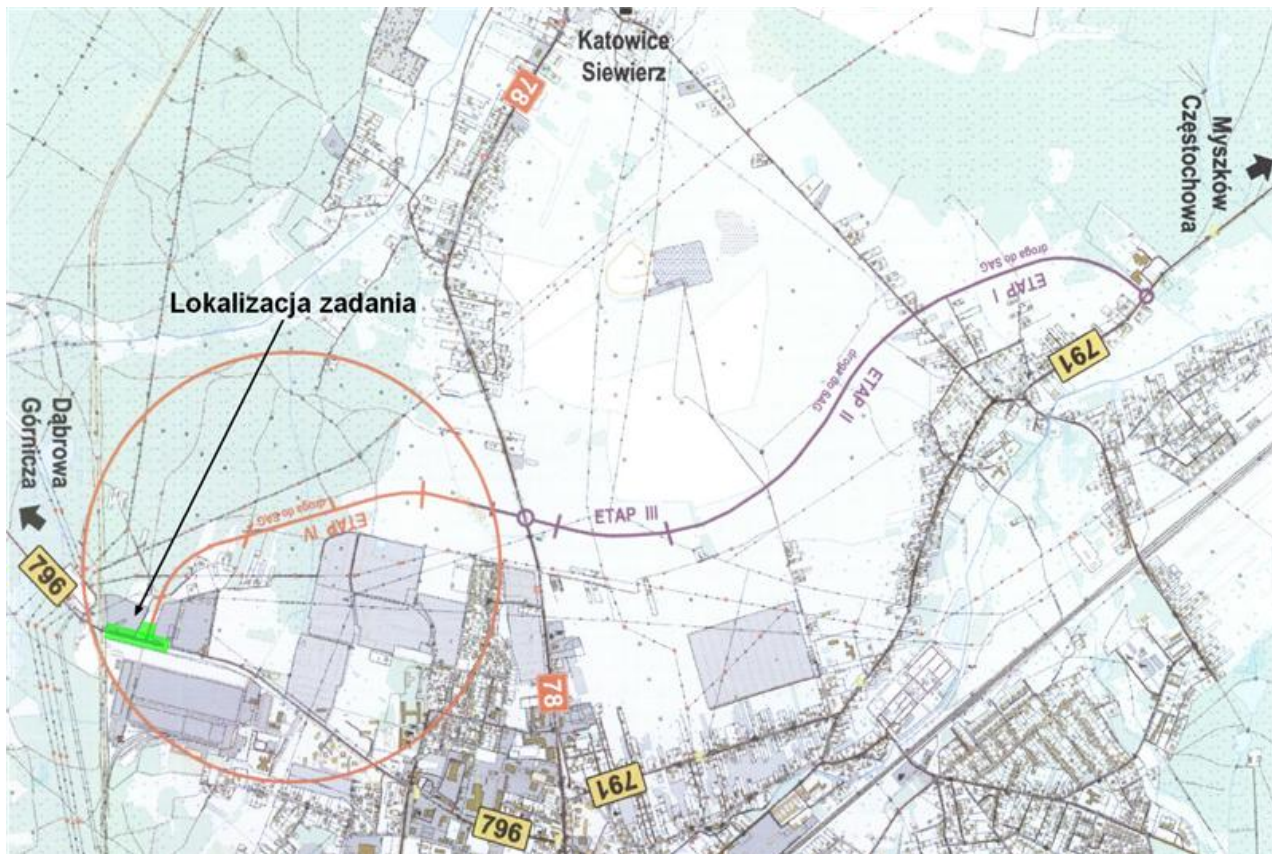 Katowice
Siewierz
78
Myszków
Częstochowa
droga do SAG
ETAP I
791
Lokalizacja zadania
droga do SAG
ETAP II
Dąbrowa
Górnicza
ETAP IV
droga do SAG
ETAP III
796
78
791
796